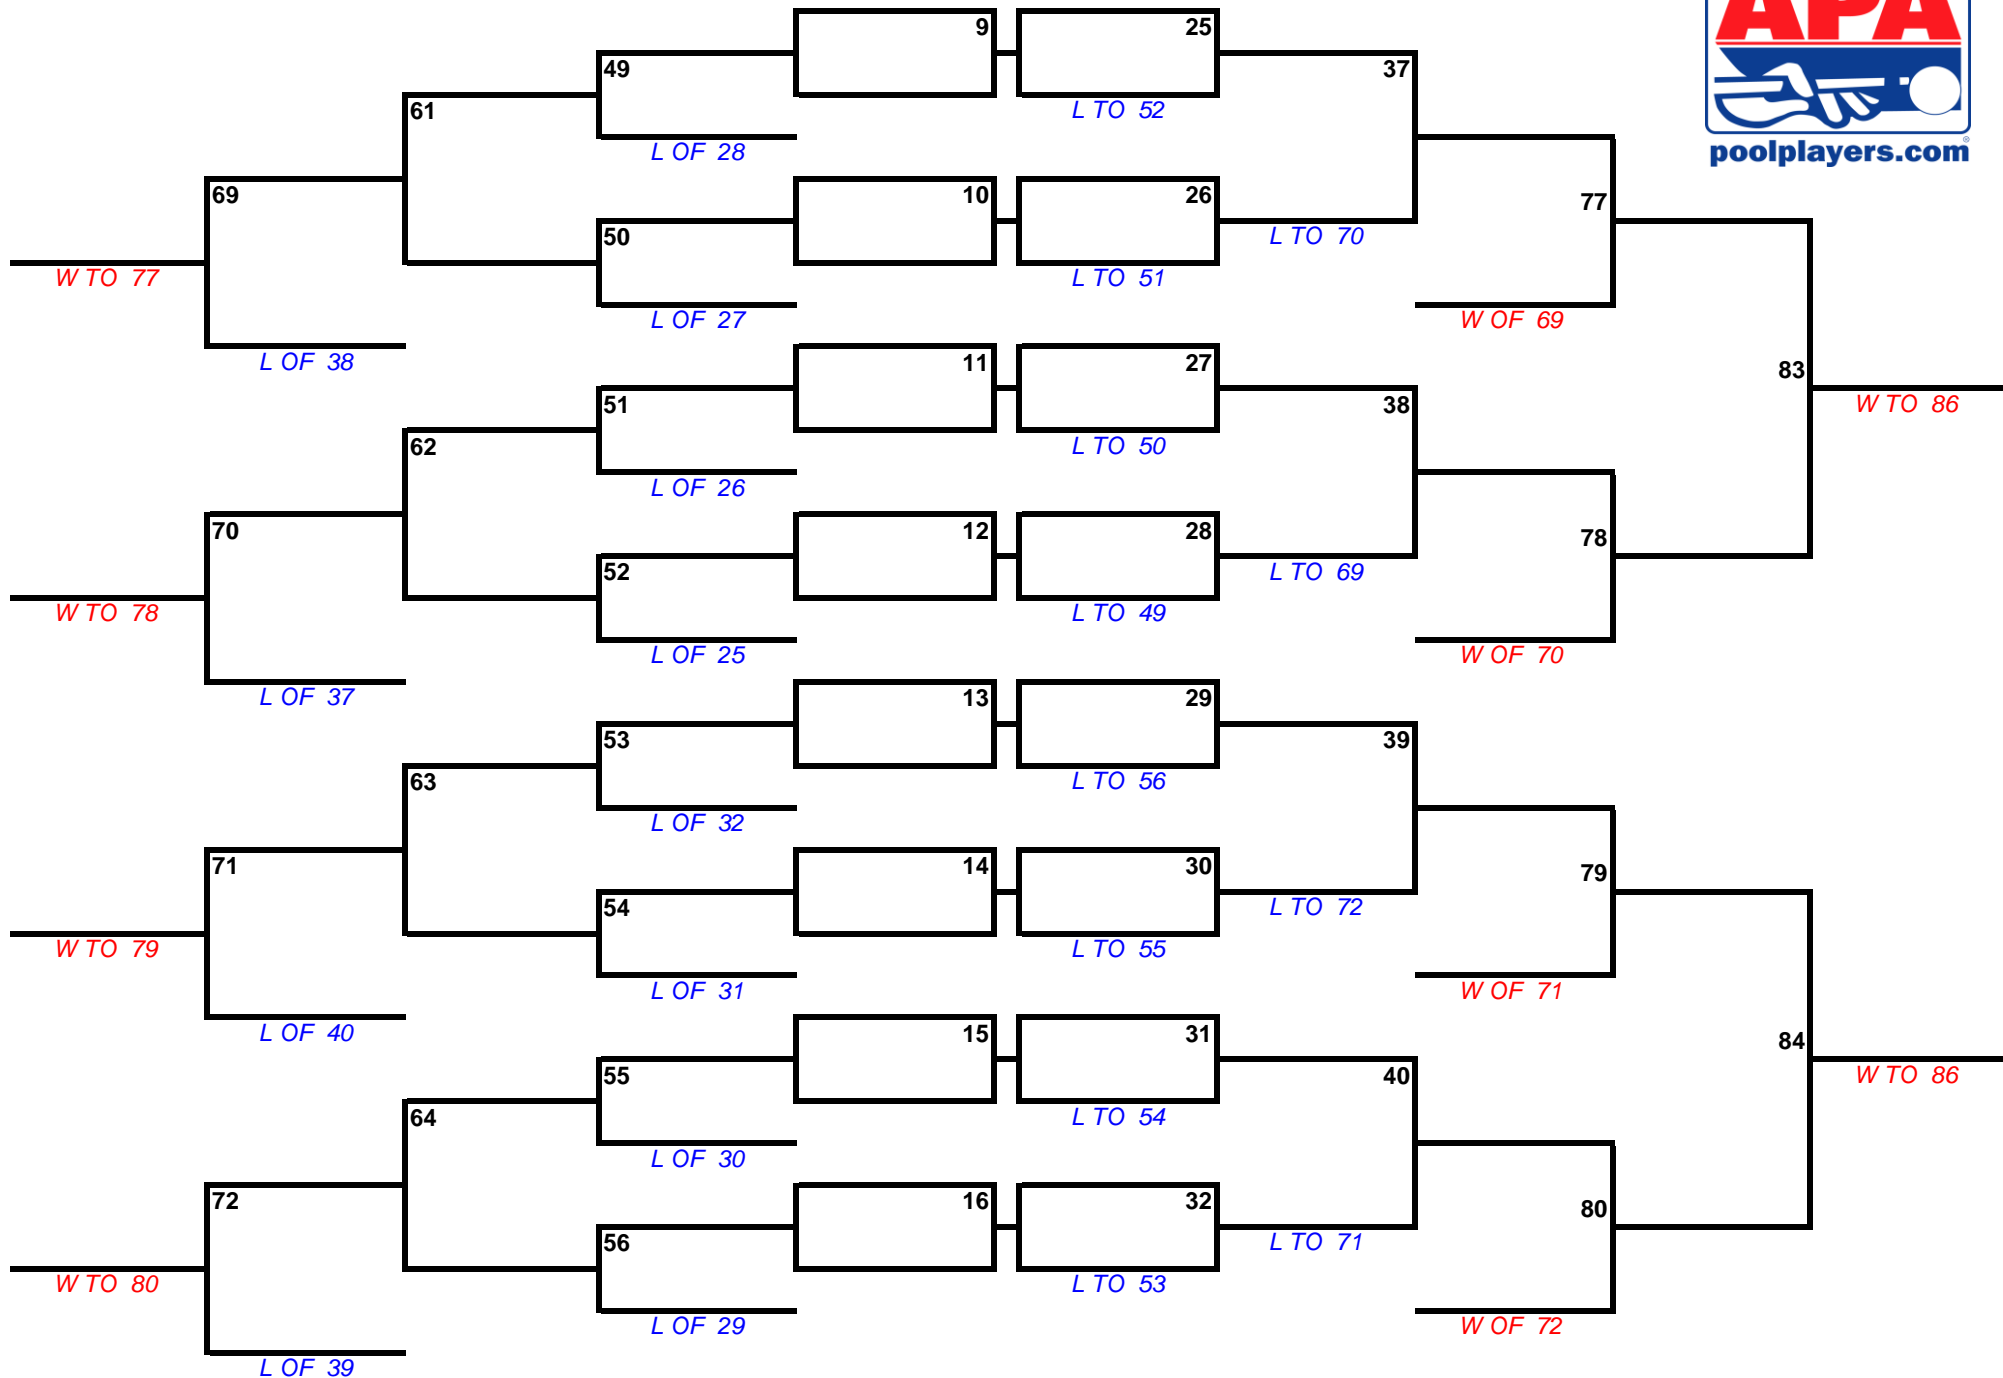 APA
poolplayers.com
9
25
49
37
61
L TO 52
L OF 28
69
10
26
77
50
L TO 70
W TO 77
L TO 51
L OF 27
W OF 69
L OF 38
11
27
83
51
38
W TO 86
62
L TO 50
L OF 26
70
12
28
78
52
L TO 69
W TO 78
L TO 49
L OF 25
W OF 70
L OF 37
13
29
53
39
63
L TO 56
L OF 32
71
14
30
79
54
L TO 72
W TO 79
L TO 55
L OF 31
W OF 71
L OF 40
15
31
84
55
40
W TO 86
64
L TO 54
L OF 30
72
16
32
80
56
L TO 71
W TO 80
L TO 53
L OF 29
W OF 72
L OF 39